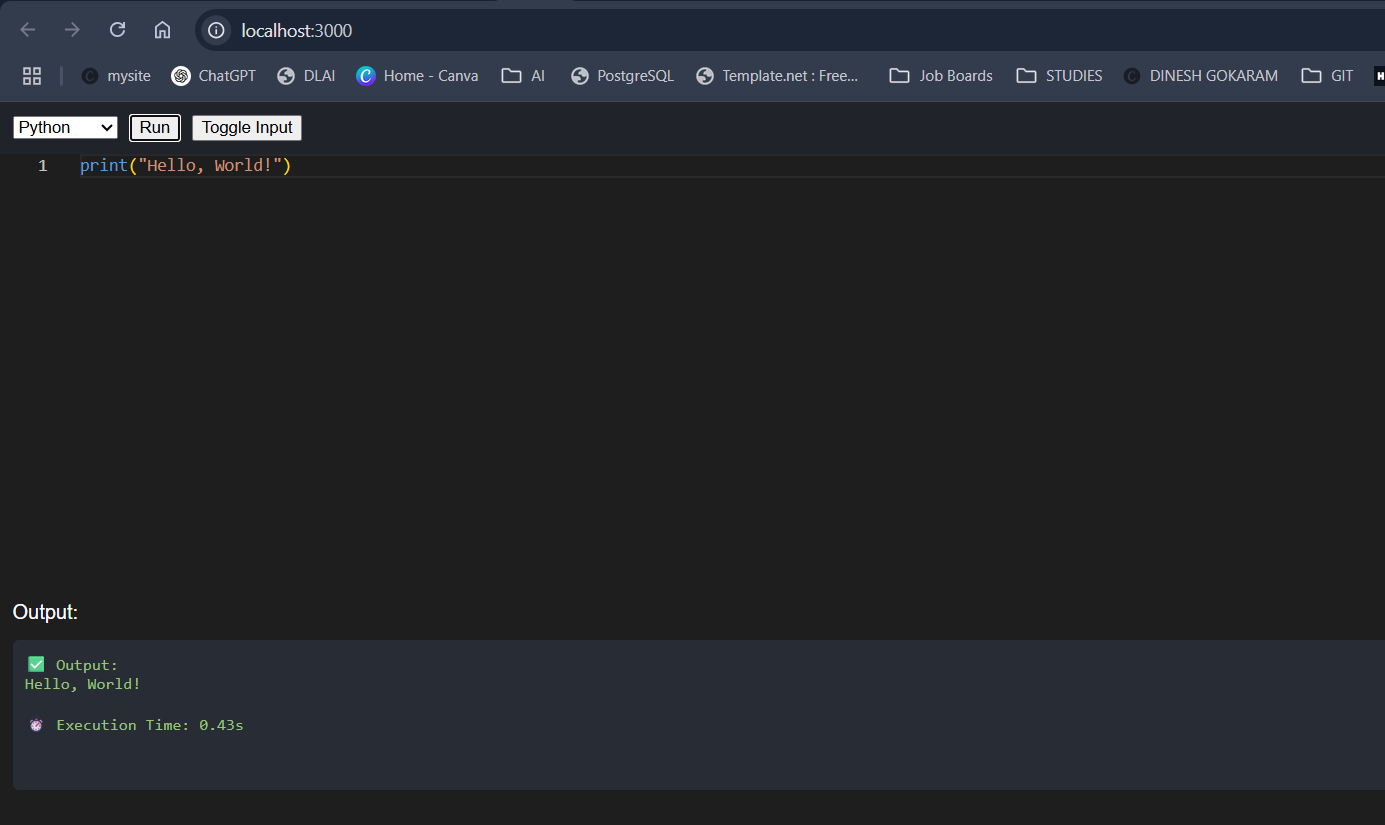 localhost:3000
mysite ChatGPT DLAI Home - Canva AI PostgreSQL Template.net : Free... Job Boards STUDIES DINESH GOKARAM GIT
Python Run Toggle Input
1 print("Hello, World!")
Output:
✅ Output:
Hello, World!
⏱ Execution Time: 0.43s